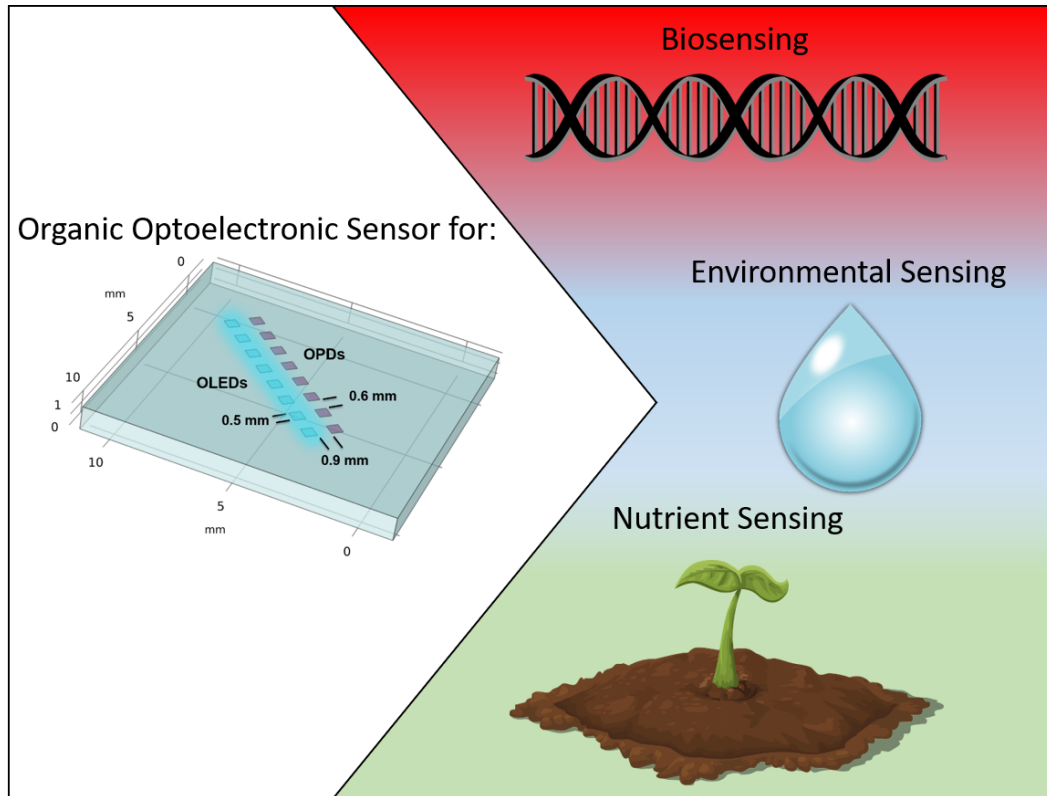 Biosensing
Organic Optoelectronic Sensor for:
0
mm
5
10
1
0
10
5
mm
0
OPDs
OLEDs
0.6 mm
0.5 mm
0.9 mm
Environmental Sensing
Nutrient Sensing